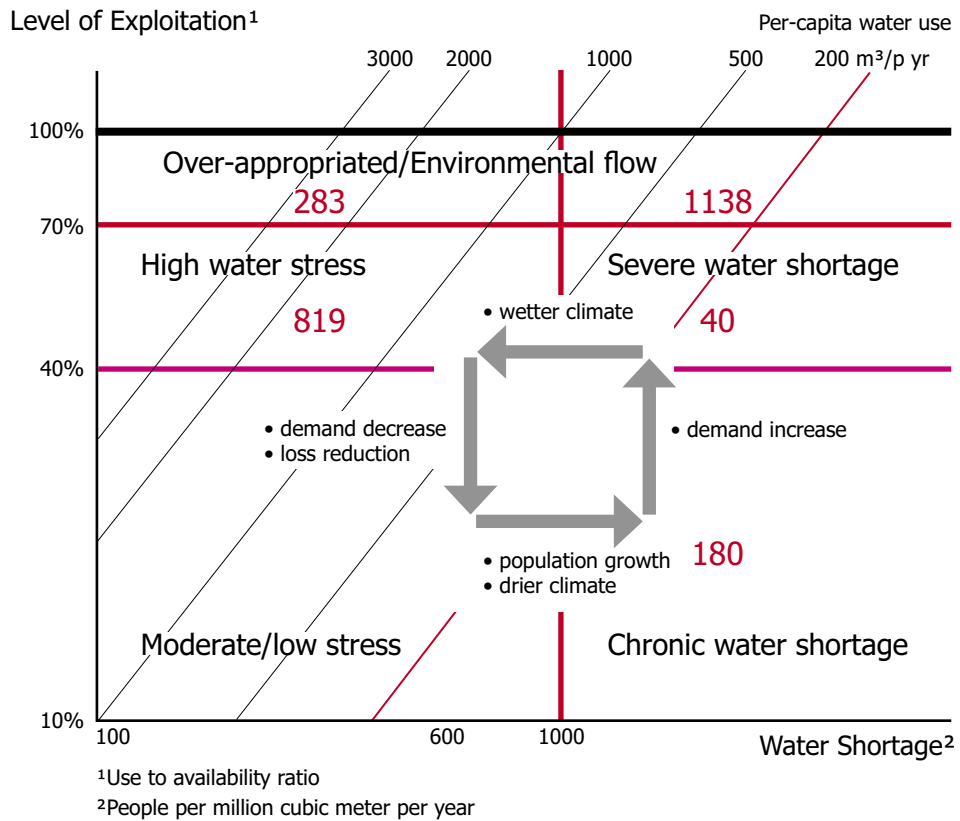 Level of Exploitation¹
Per-capita water use
3000 2000 1000 500 200 m³/p yr
100%
Over-appropriated/Environmental flow
283 1138
70%
High water stress Severe water shortage
819 40
• wetter climate
40%
• demand decrease
• loss reduction
• demand increase
• population growth
• drier climate
180
Moderate/low stress Chronic water shortage
10%
100 600 1000
Water Shortage²
¹Use to availability ratio
²People per million cubic meter per year